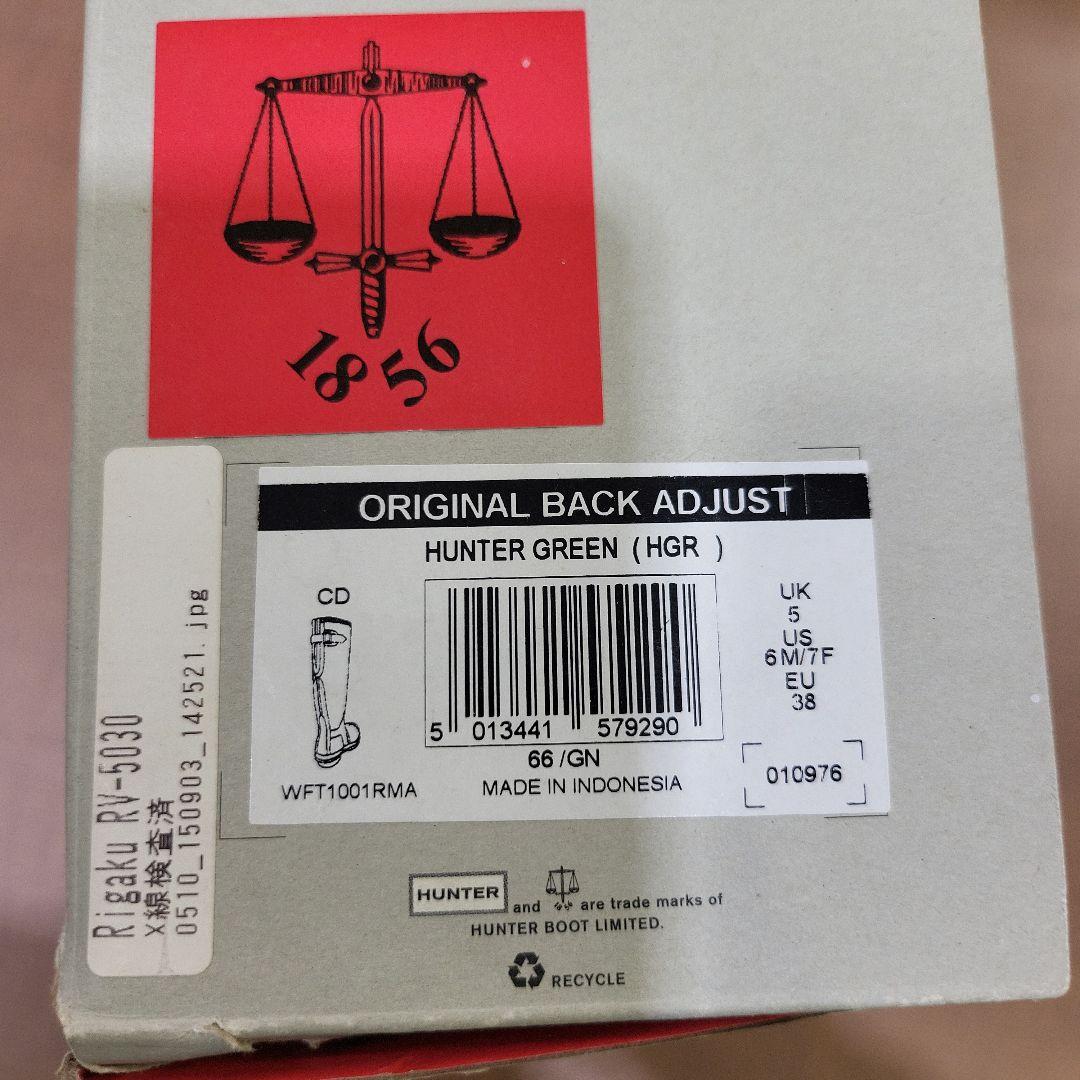 1856
ORIGINAL BACK ADJUST
HUNTER GREEN ( HGR )
CD
5 013441 579290
66 /GN
WFT1001RMA
MADE IN INDONESIA
UK
5
US
6 M/7F
EU
38
010976
HUNTER and are trade marks of
HUNTER BOOT LIMITED.
RECYCLE
Rigaku RV-5030
X線検査済
0510_150903_142521.jpg